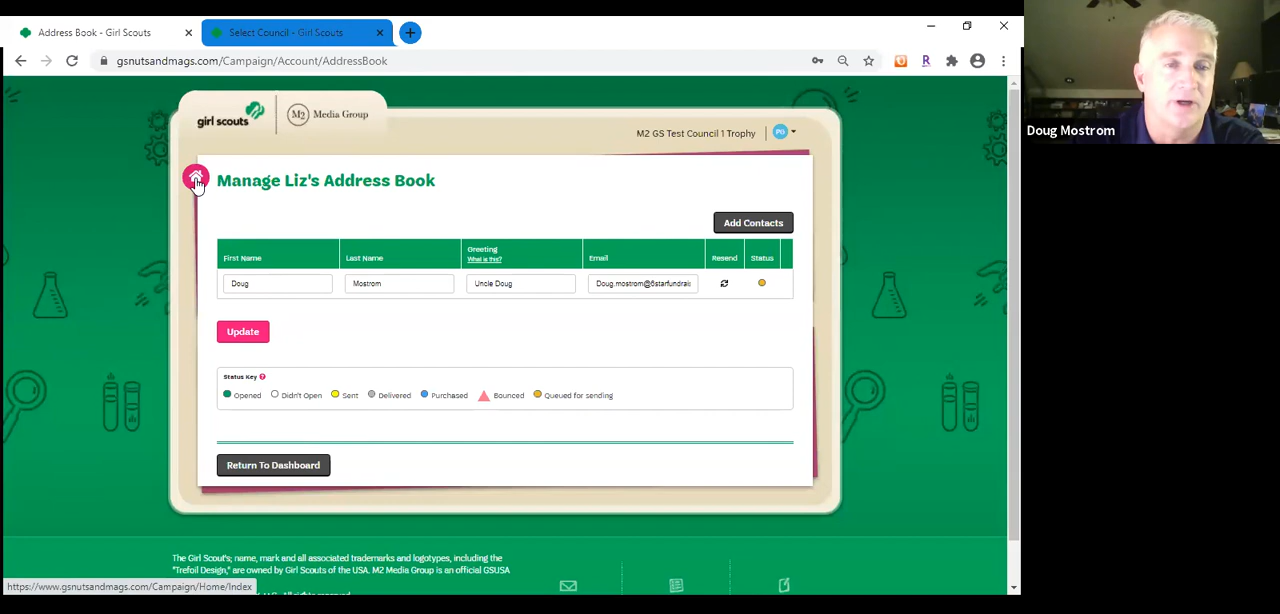 Address Book - Girl Scouts
Select Council - Girl Scouts
gsnutsandmags.com/Campaign/Account/AddressBook
Doug Mostrom
girl scouts
M2 Media Group
M2 GS Test Council 1 Trophy
PG
Manage Liz's Address Book
Add Contacts
First Name Last Name Greeting What is this? Email Resend Status
Doug Mostrom Uncle Doug Doug.mostrom@6starfundrais
Update
Status Key ?
Opened Didn't Open Sent Delivered Purchased Bounced Queued for sending
Return To Dashboard
The Girl Scouts; name, mark and all associated trademarks and logotypes, including the
"Trefoil Design," are owned by Girl Scouts of the USA. M2 Media Group is an official GSUSA
https://www.gsnutsandmags.com/Campaign/Home/Index